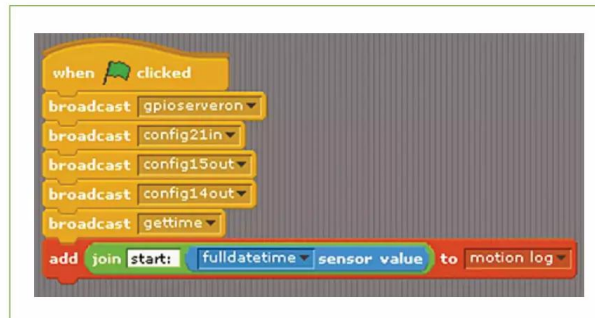 when clicked
broadcast gpioserveron
broadcast config21in
broadcast config15out
broadcast config14out
broadcast gettime
add join start: fulldatetime sensor value to motion log